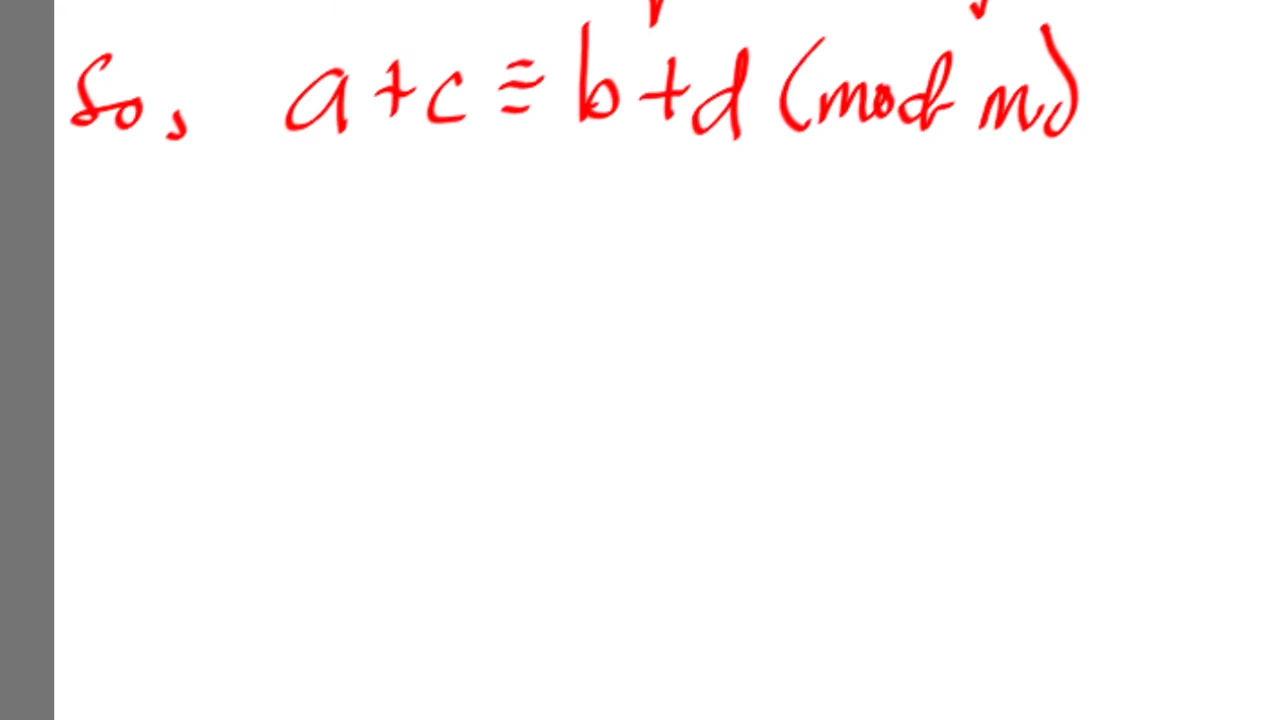 So, a+c ≡ b+d (mod m)